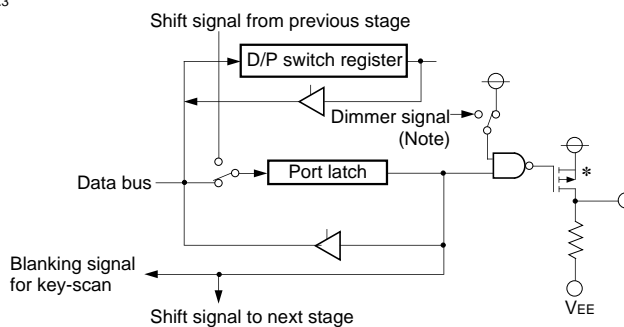 3
Shift signal from previous stage
D/P switch register
Dimmer signal
(Note)
Port latch
*
Data bus
Blanking signal
for key-scan
Shift signal to next stage
VEE